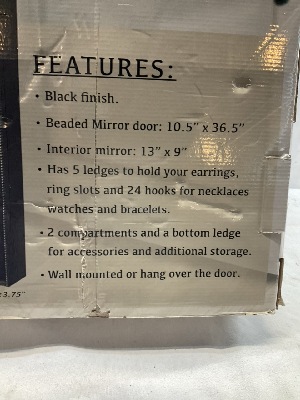 FEATURES:
• Black finish.
• Beaded Mirror door: 10.5" x 36.5"
• Interior mirror: 13" x 9"
• Has 5 ledges to hold your earrings,
ring slots and 24 hooks for necklaces
watches and bracelets.
• 2 compartments and a bottom ledge
for accessories and additional storage.
• Wall mounted or hang over the door.
3.75"